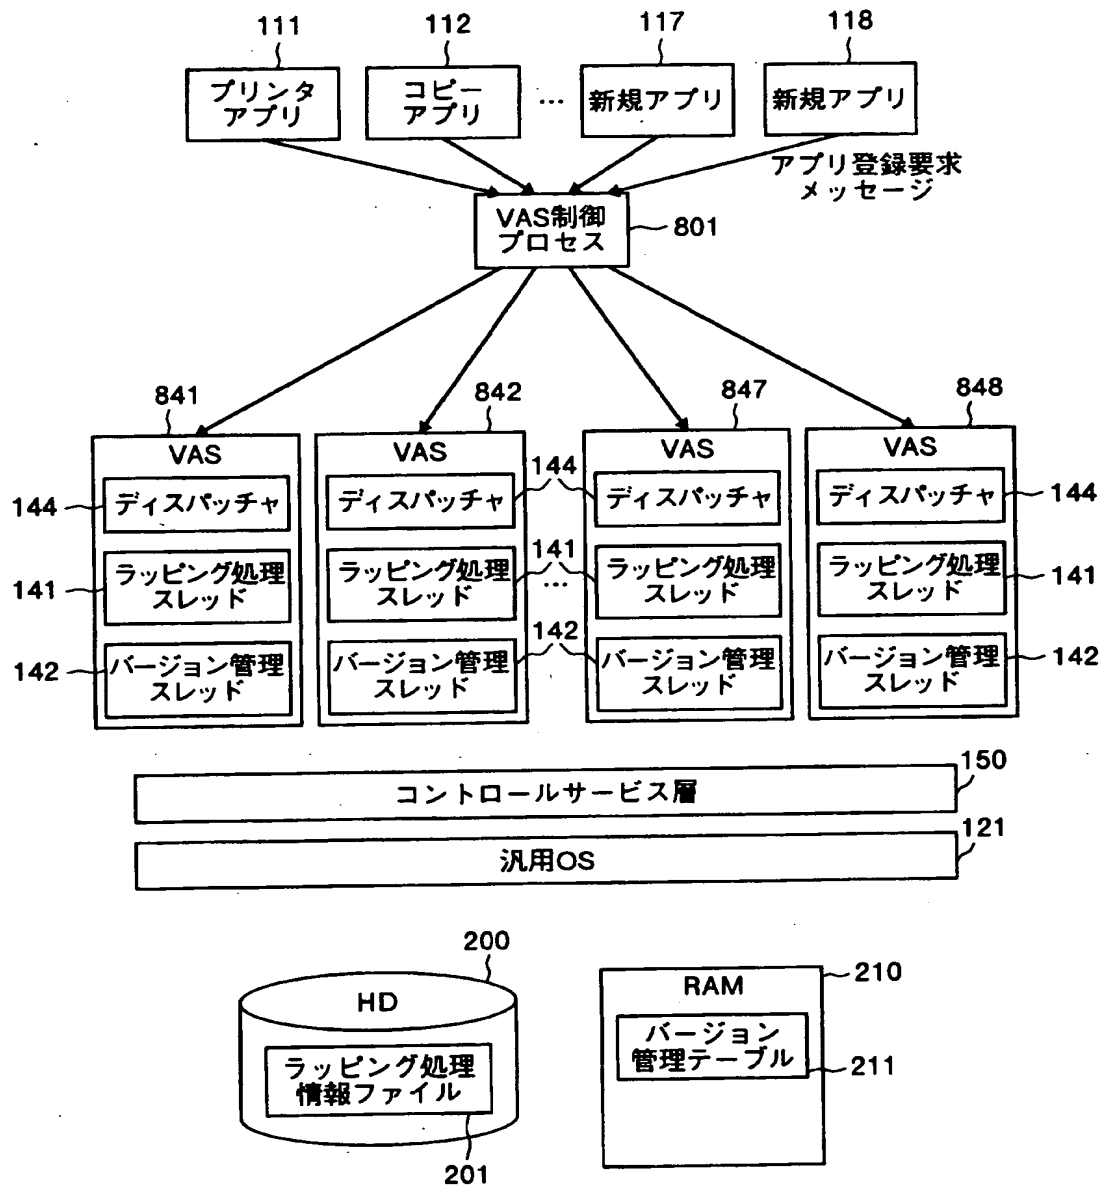 111
112
117
118
プリンタ
アプリ
コピー
アプリ
…
新規アプリ
新規アプリ
アプリ登録要求
メッセージ
VAS制御
プロセス
801
841
842
847
848
VAS
VAS
VAS
VAS
144
ディスパッチャ
ディスパッチャ
144
ディスパッチャ
ディスパッチャ
144
141
ラッピング処理
スレッド
ラッピング処理
スレッド
141
…
ラッピング処理
スレッド
ラッピング処理
スレッド
141
142
バージョン管理
スレッド
バージョン管理
スレッド
142
バージョン管理
スレッド
バージョン管理
スレッド
142
コントロールサービス層
150
汎用OS
121
200
HD
ラッピング処理
情報ファイル
201
RAM
210
バージョン
管理テーブル
211